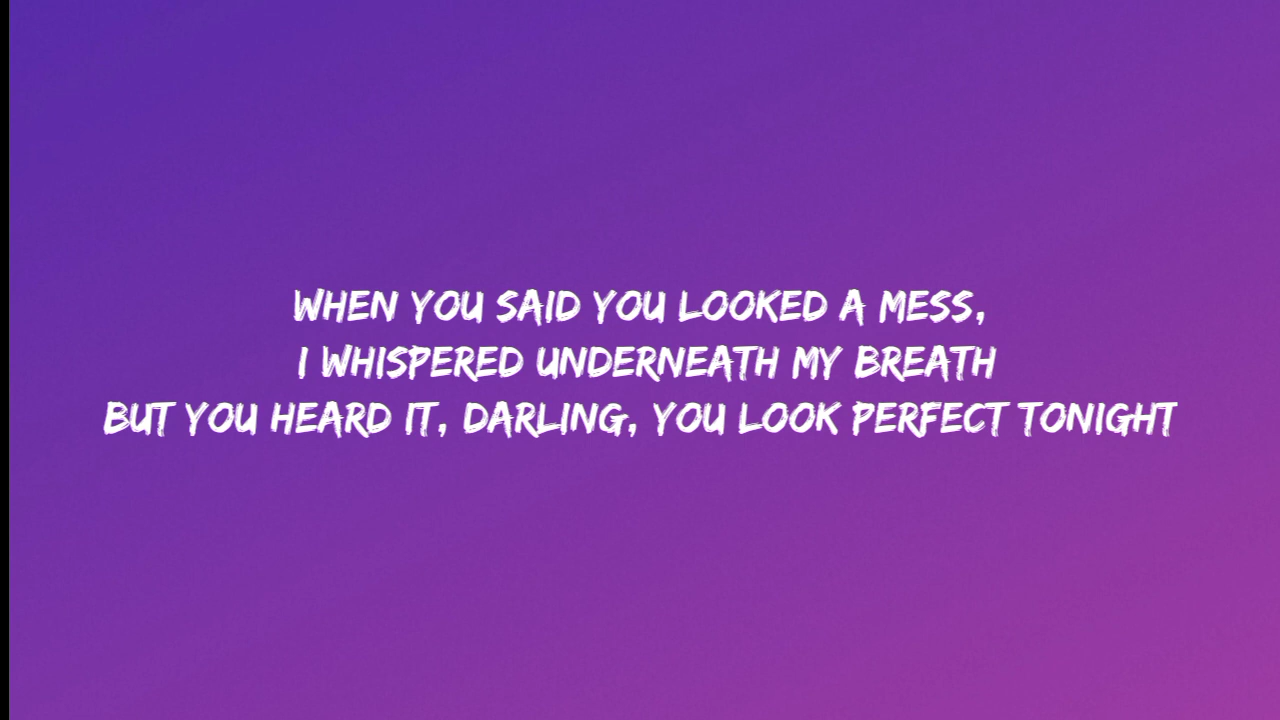 WHEN YOU SAID YOU LOOKED A MESS,
I WHISPERED UNDERNEATH MY BREATH
BUT YOU HEARD IT, DARLING, YOU LOOK PERFECT TONIGHT